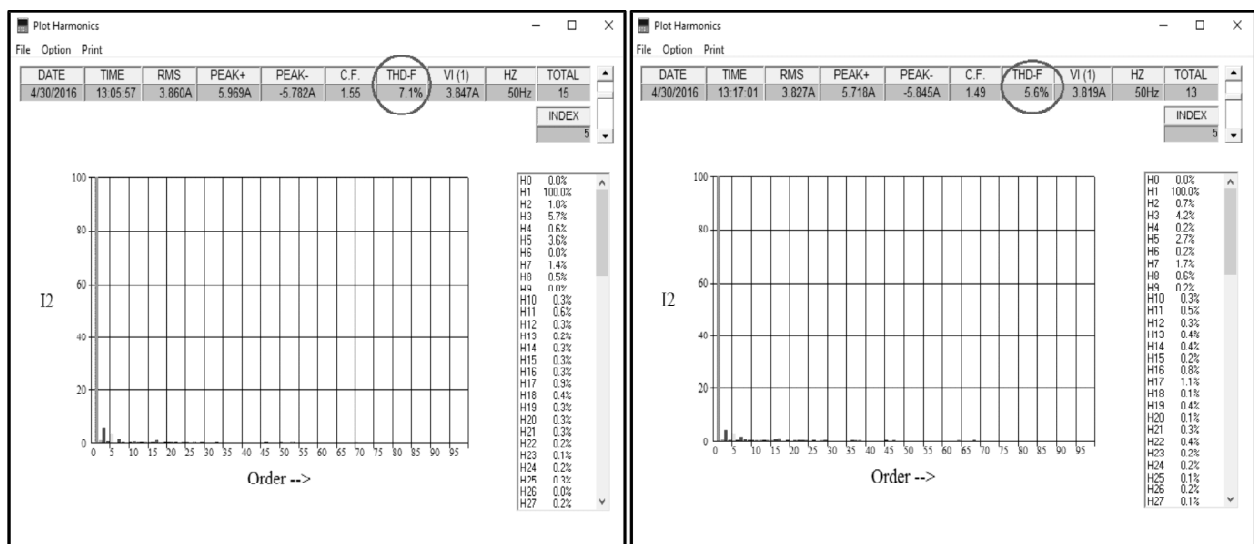 Plot Harmonics
File Option Print
DATE TIME RMS PEAK+ PEAK- C.F. THD-F VI (1) HZ TOTAL
4/30/2016 13:05:57 3.860A 5.969A -5.782A 1.55 7.1% 3.847A 50Hz 15
INDEX
5
100
80
60
40
20
0
I2
0 5 10 15 20 25 30 35 40 45 50 55 60 65 70 75 80 85 90 95
Order -->
H0 0.0%
H1 100.0%
H2 1.0%
H3 5.7%
H4 0.6%
H5 3.6%
H6 0.0%
H7 1.4%
H8 0.5%
H9 0.0%
H10 0.3%
H11 0.6%
H12 0.3%
H13 0.2%
H14 0.3%
H15 0.3%
H16 0.3%
H17 0.9%
H18 0.4%
H19 0.3%
H20 0.3%
H21 0.3%
H22 0.2%
H23 0.1%
H24 0.2%
H25 0.3%
H26 0.0%
H27 0.2%
Plot Harmonics
File Option Print
DATE TIME RMS PEAK+ PEAK- C.F. THD-F VI (1) HZ TOTAL
4/30/2016 13:17:01 3.827A 5.718A -5.845A 1.49 5.6% 3.819A 50Hz 13
INDEX
5
100
80
60
40
20
0
I2
0 5 10 15 20 25 30 35 40 45 50 55 60 65 70 75 80 85 90 95
Order -->
H0 0.0%
H1 100.0%
H2 0.7%
H3 4.2%
H4 0.2%
H5 2.7%
H6 0.2%
H7 1.7%
H8 0.6%
H9 0.2%
H10 0.3%
H11 0.5%
H12 0.3%
H13 0.4%
H14 0.4%
H15 0.2%
H16 0.8%
H17 1.1%
H18 0.1%
H19 0.4%
H20 0.1%
H21 0.3%
H22 0.4%
H23 0.2%
H24 0.2%
H25 0.1%
H26 0.2%
H27 0.1%